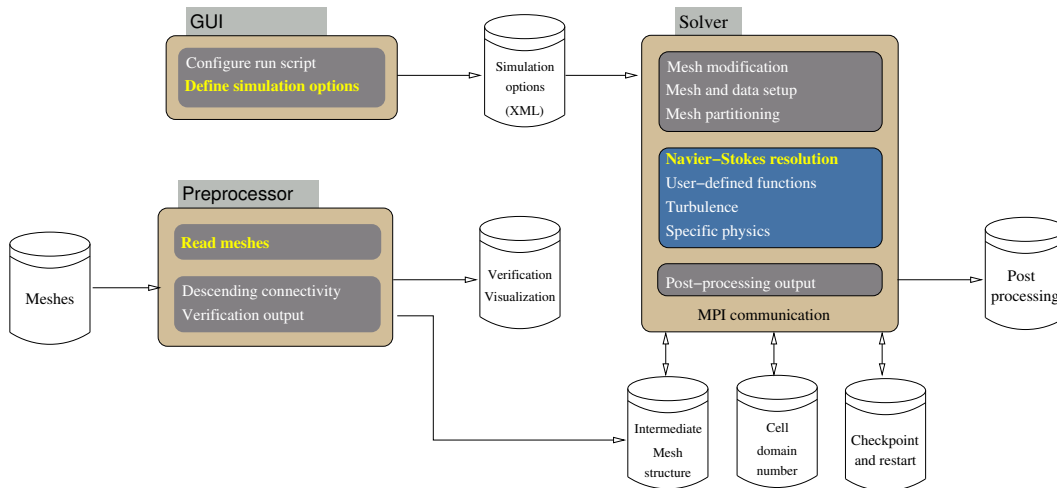 GUI
Configure run script
Define simulation options
Simulation
options
(XML)
Solver
Mesh modification
Mesh and data setup
Mesh partitioning
Navier−Stokes resolution
User−defined functions
Turbulence
Specific physics
Post−processing output
MPI communication
Preprocessor
Read meshes
Descending connectivity
Verification output
Meshes
Verification
Visualization
Post
processing
Intermediate
Mesh
structure
Cell
domain
number
Checkpoint
and restart